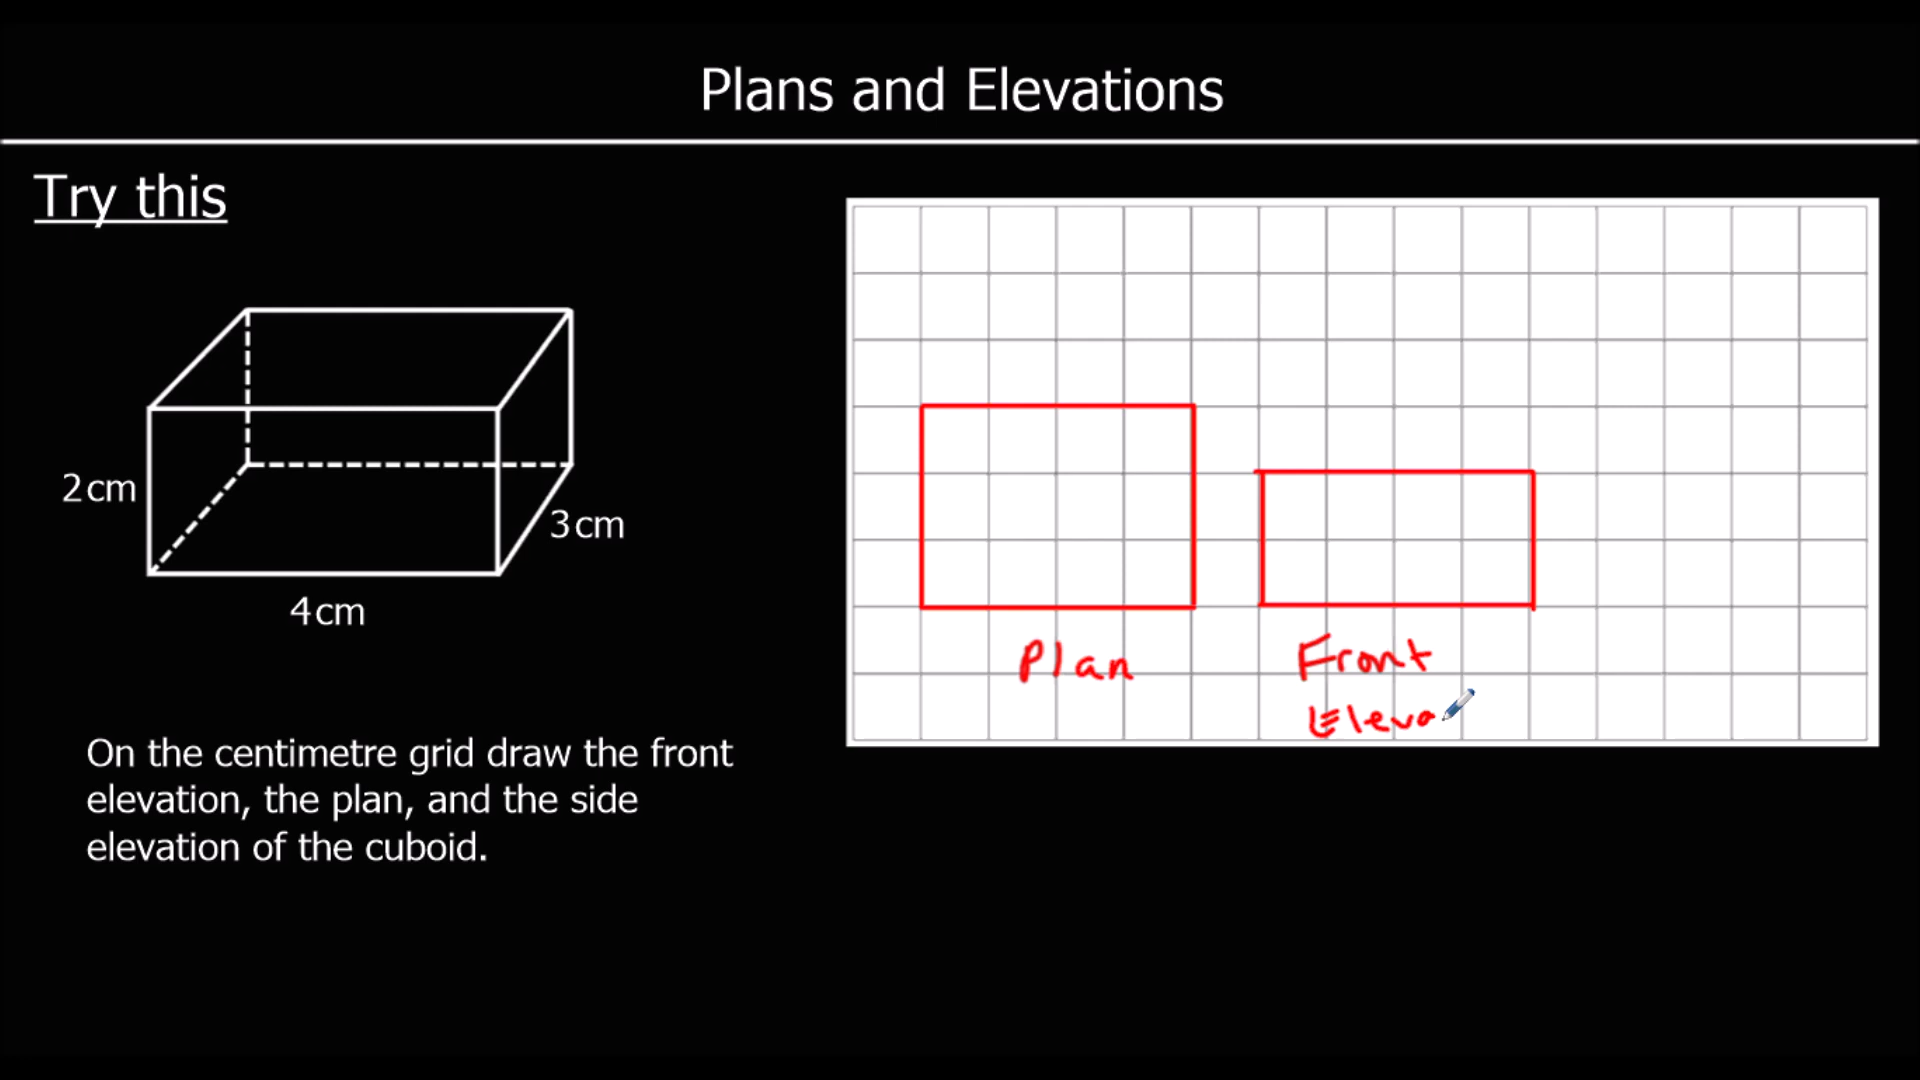 Plans and Elevations
Try this
2cm
3cm
4cm
On the centimetre grid draw the front
elevation, the plan, and the side
elevation of the cuboid.
Plan
Front
Eleva